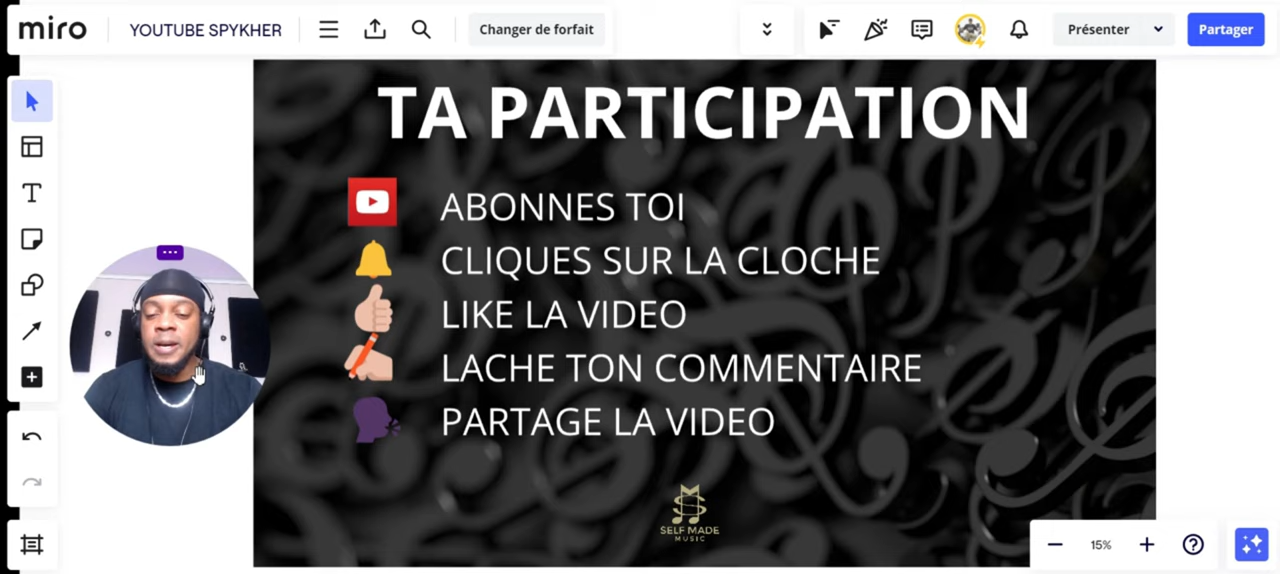 miro
YOUTUBE SPYKHER
Changer de forfait
Présenter
Partager
TA PARTICIPATION
ABONNES TOI
CLIQUES SUR LA CLOCHE
LIKE LA VIDEO
LACHE TON COMMENTAIRE
PARTAGE LA VIDEO
SELF MADE
MUSIC
15%